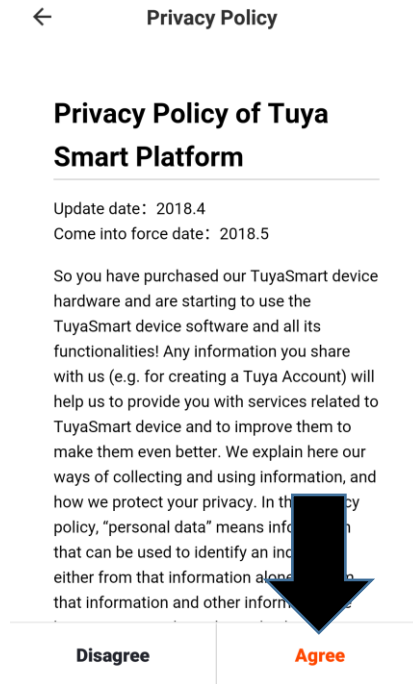 Privacy Policy
Privacy Policy of Tuya
Smart Platform
Update date：2018.4
Come into force date：2018.5
So you have purchased our TuyaSmart device
hardware and are starting to use the
TuyaSmart device software and all its
functionalities! Any information you share
with us (e.g. for creating a Tuya Account) will
help us to provide you with services related to
TuyaSmart device and to improve them to
make them even better. We explain here our
ways of collecting and using information, and
how we protect your privacy. In
policy, “personal data” means
that can be used to identify an
either from that information
that information and other
Disagree
Agree